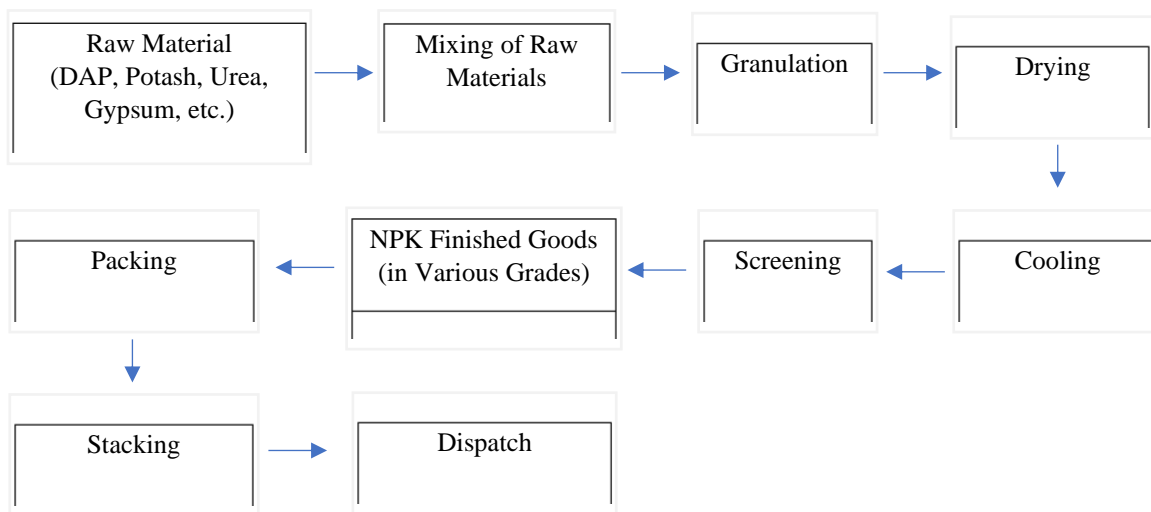 Raw Material
(DAP, Potash, Urea,
Gypsum, etc.)
Mixing of Raw
Materials
Granulation
Drying
Cooling
Screening
NPK Finished Goods
(in Various Grades)
Packing
Stacking
Dispatch